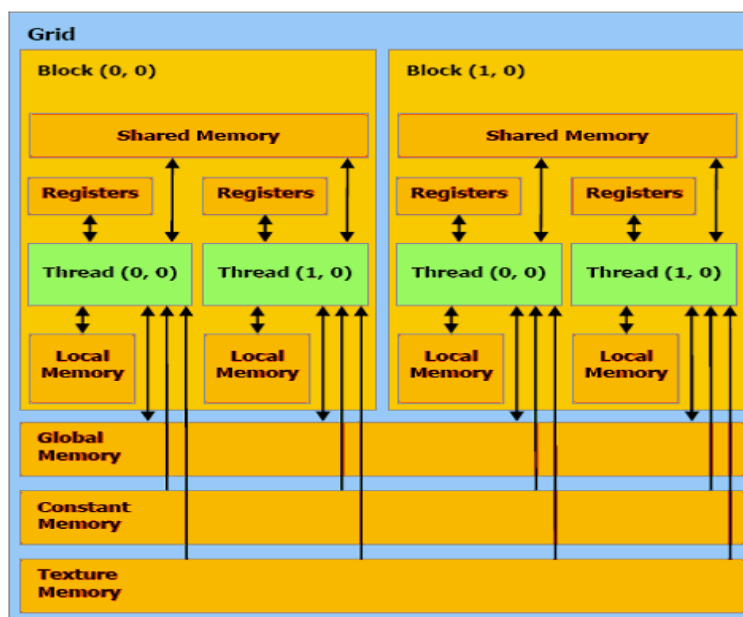 Grid
Block (0, 0)
Block (1, 0)
Shared Memory
Shared Memory
Registers
Registers
Registers
Registers
Thread (0, 0)
Thread (1, 0)
Thread (0, 0)
Thread (1, 0)
Local
Memory
Local
Memory
Local
Memory
Local
Memory
Global
Memory
Constant
Memory
Texture
Memory